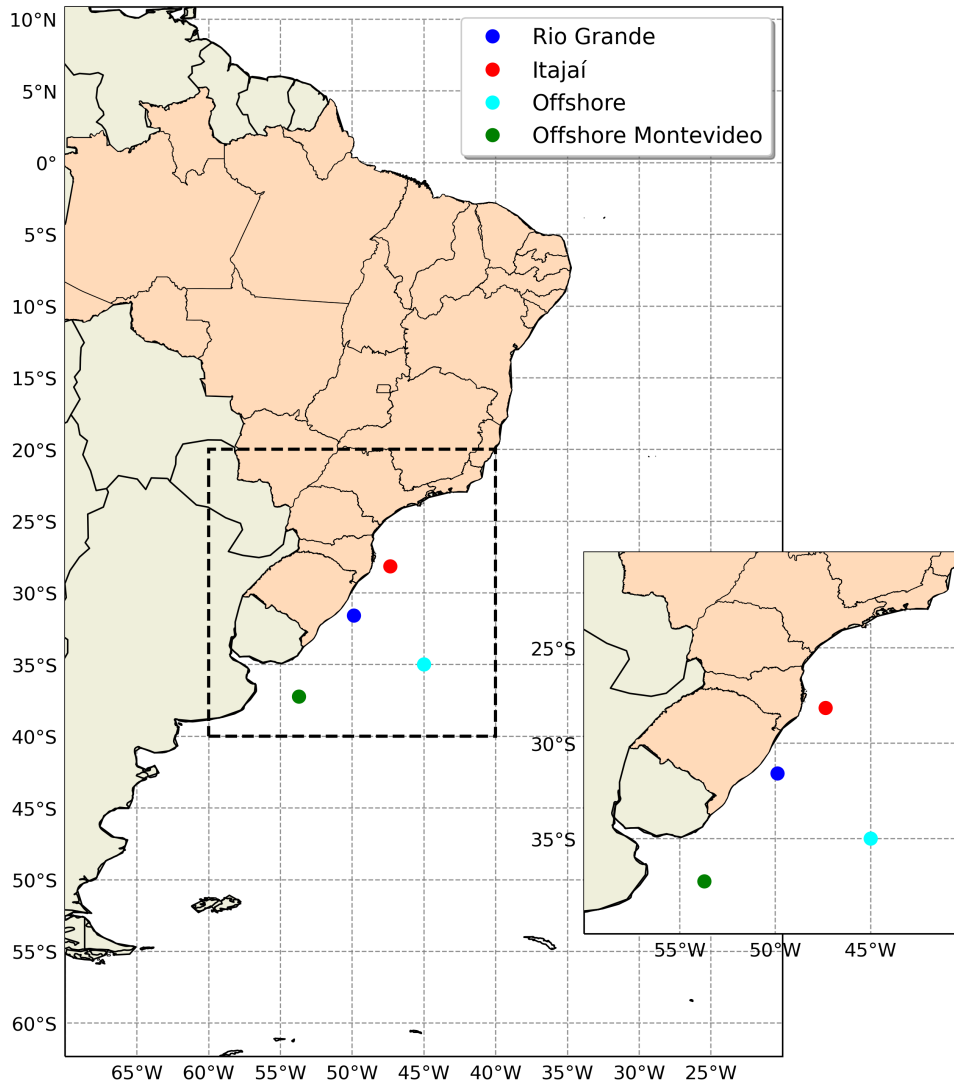 10°N
5°N
0°
5°S
10°S
15°S
20°S
25°S
30°S
35°S
40°S
45°S
50°S
55°S
60°S
65°W 60°W 55°W 50°W 45°W 40°W 35°W 30°W 25°W
Rio Grande
Itajaí
Offshore
Offshore Montevideo
25°S
30°S
35°S
55°W 50°W 45°W